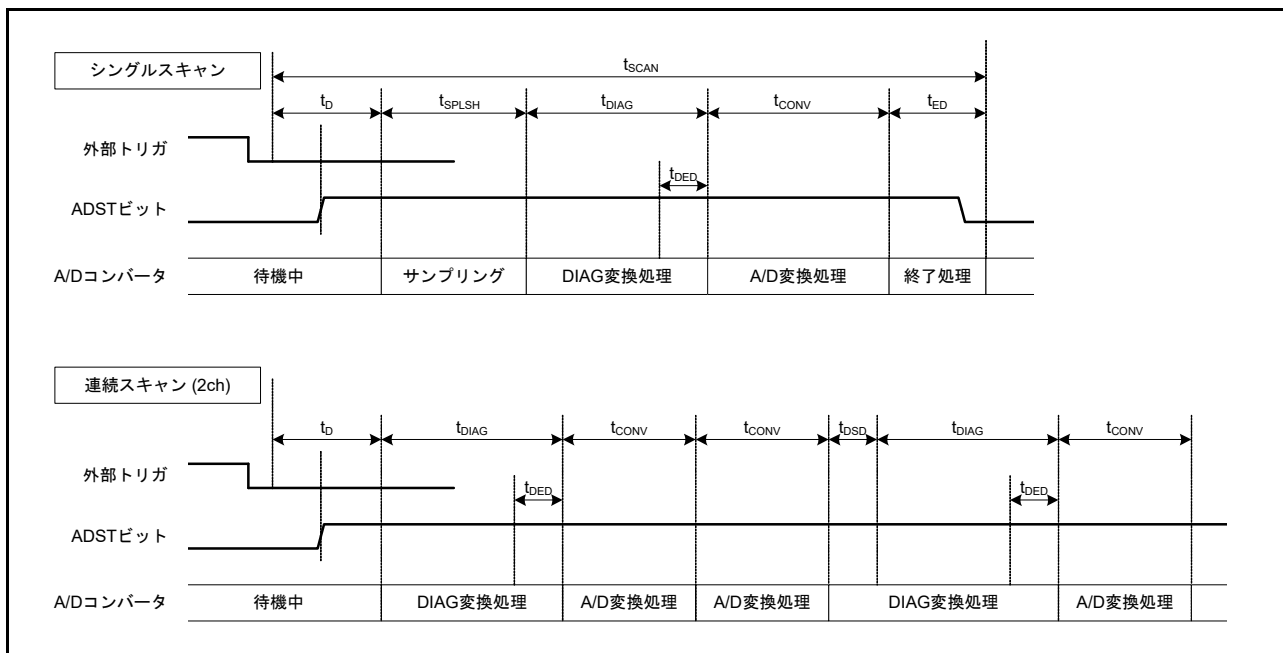 シングルスキャン
tSCAN
tD tSPLSH tDIAG tCONV tED
外部トリガ
tDED
ADSTビット
A/Dコンバータ 待機中 サンプリング DIAG変換処理 A/D変換処理 終了処理
連続スキャン (2ch)
tD tDIAG tCONV tCONV tDSD tDIAG tCONV
外部トリガ
tDED tDED
ADSTビット
A/Dコンバータ 待機中 DIAG変換処理 A/D変換処理 A/D変換処理 DIAG変換処理 A/D変換処理